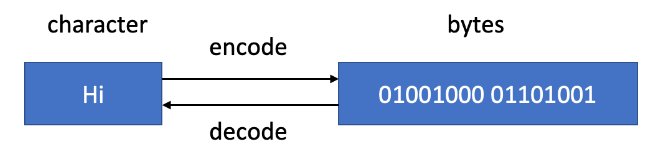 character
bytes
encode
Hi
01001000 01101001
decode